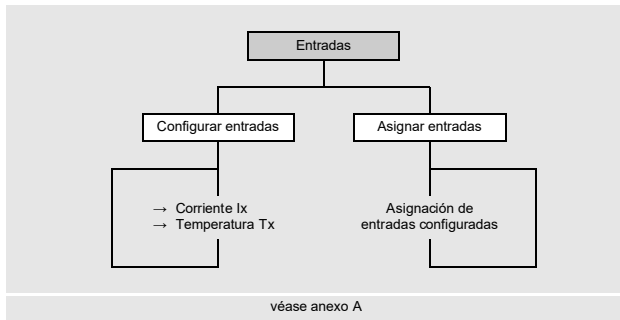 Entradas
Configurar entradas
Asignar entradas
→ Corriente Ix
→ Temperatura Tx
Asignación de
entradas configuradas
véase anexo A